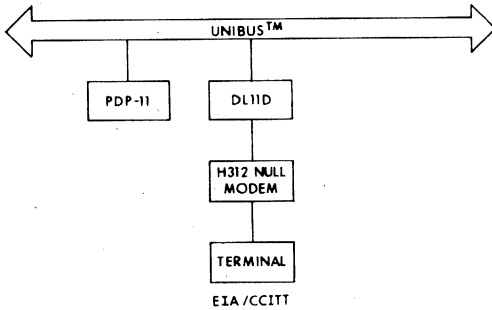 UNIBUS™
PDP-11
DL11D
H312 NULL
MODEM
TERMINAL
EIA/CCITT